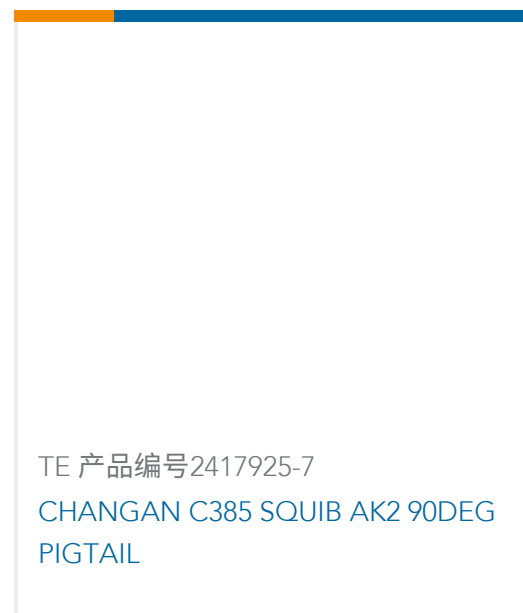 TE 产品编号2417925-7
CHANGAN C385 SQUIB AK2 90DEG
PIGTAIL